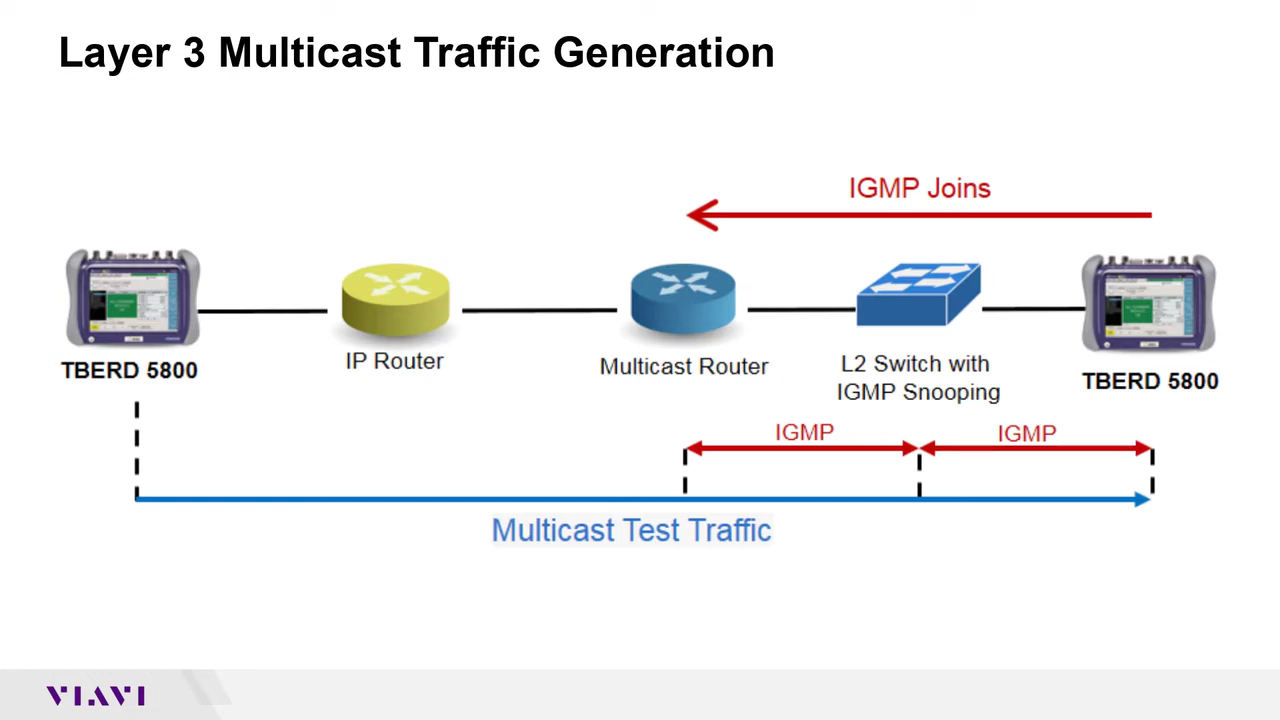 Layer 3 Multicast Traffic Generation
IGMP Joins
TBERD 5800
IP Router
Multicast Router
L2 Switch with
IGMP Snooping
TBERD 5800
IGMP
IGMP
Multicast Test Traffic
VIAVI